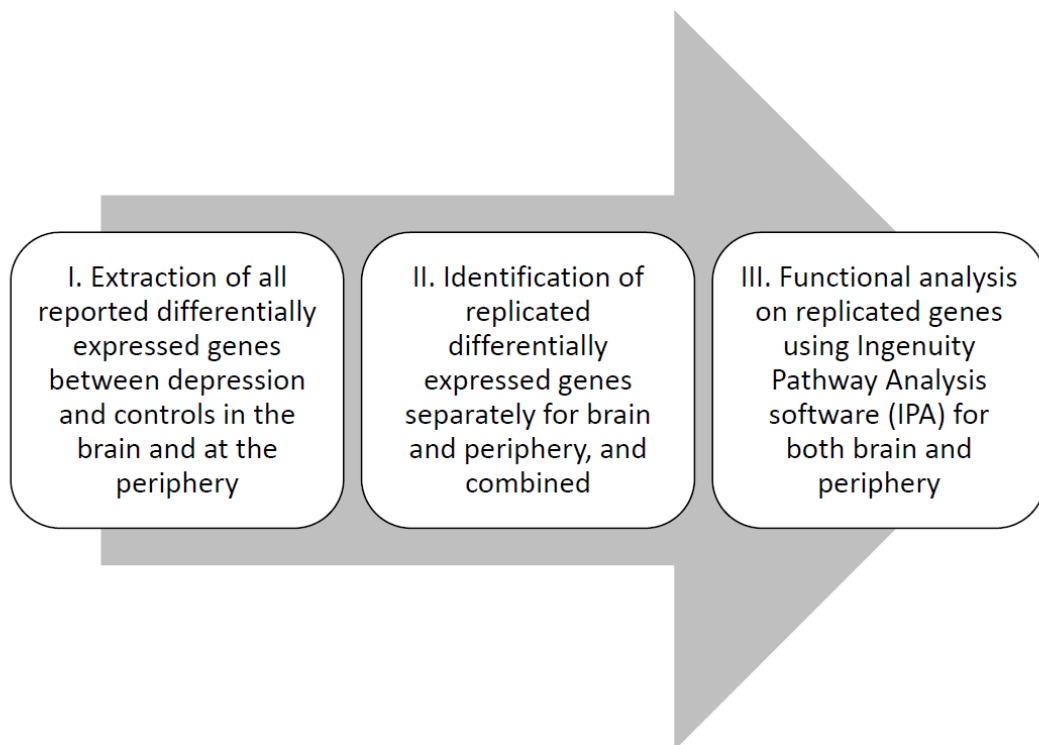 I. Extraction of all
reported differentially
expressed genes
between depression
and controls in the
brain and at the
periphery
II. Identification of
replicated
differentially
expressed genes
separately for brain
and periphery, and
combined
III. Functional analysis
on replicated genes
using Ingenuity
Pathway Analysis
software (IPA) for
both brain and
periphery